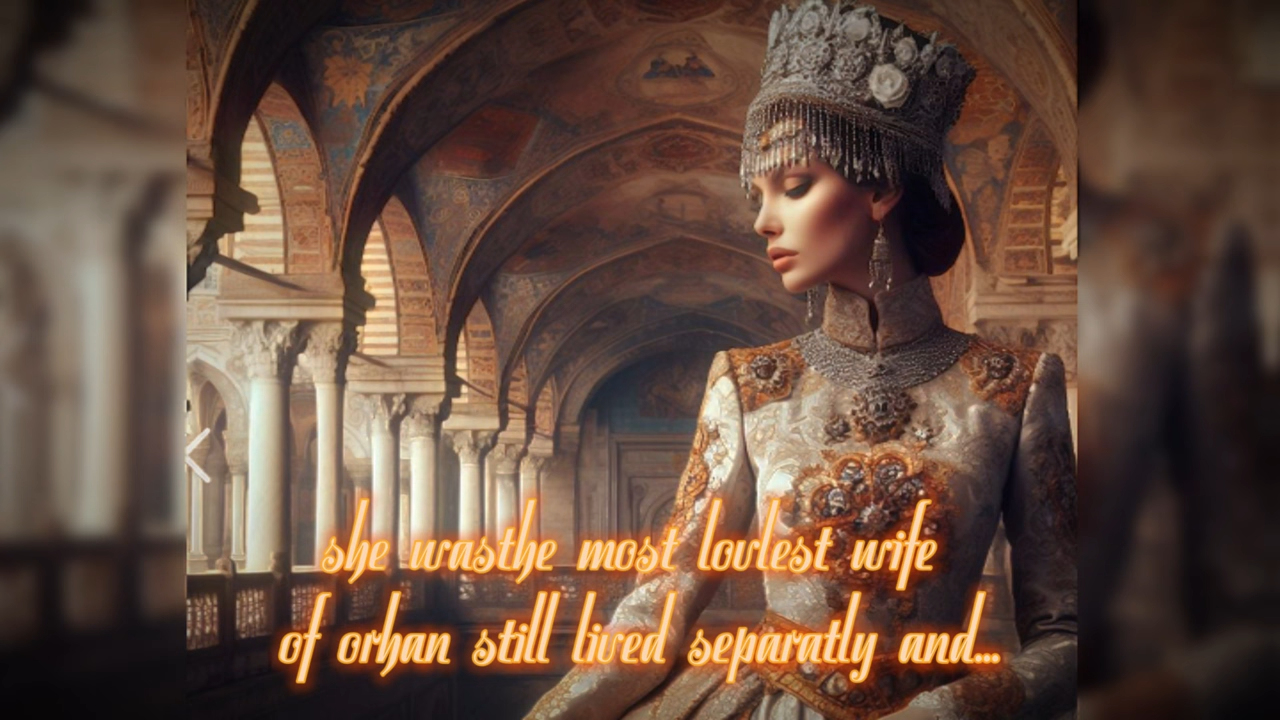 she wasthe most lovlest wife
of orhan still lived separatly and...